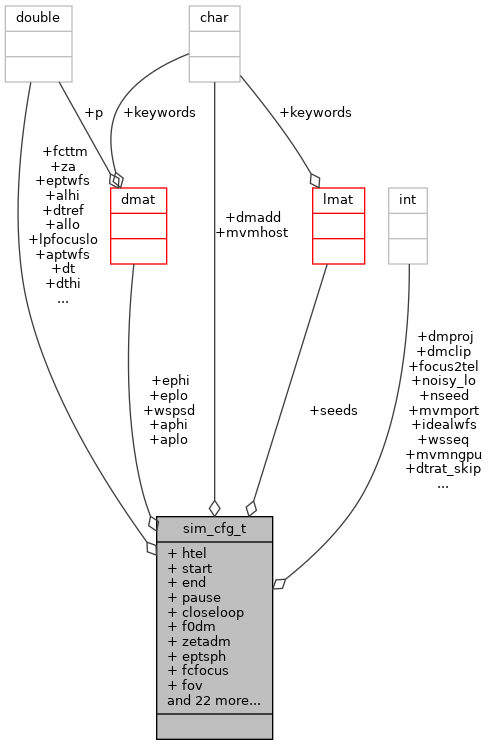 double
char
+p
+keywords
+keywords
+fcttm
+za
+eptwfs
+alhi
+dtref
+allo
+lpfocuslo
+aptwfs
+dt
+dthi
...
dmat
lmat
int
+dmadd
+mvmhost
+dmproj
+dmclip
+focus2tel
+noisy_lo
+nseed
+mvmport
+idealwfs
+wsseq
+mvmngpu
+dtrat_skip
...
+ephi
+eplo
+wspsd
+aphi
+aplo
+seeds
sim_cfg_t
+ htel
+ start
+ end
+ pause
+ closeloop
+ f0dm
+ zetadm
+ eptsph
+ fcfocus
+ fov
and 22 more...